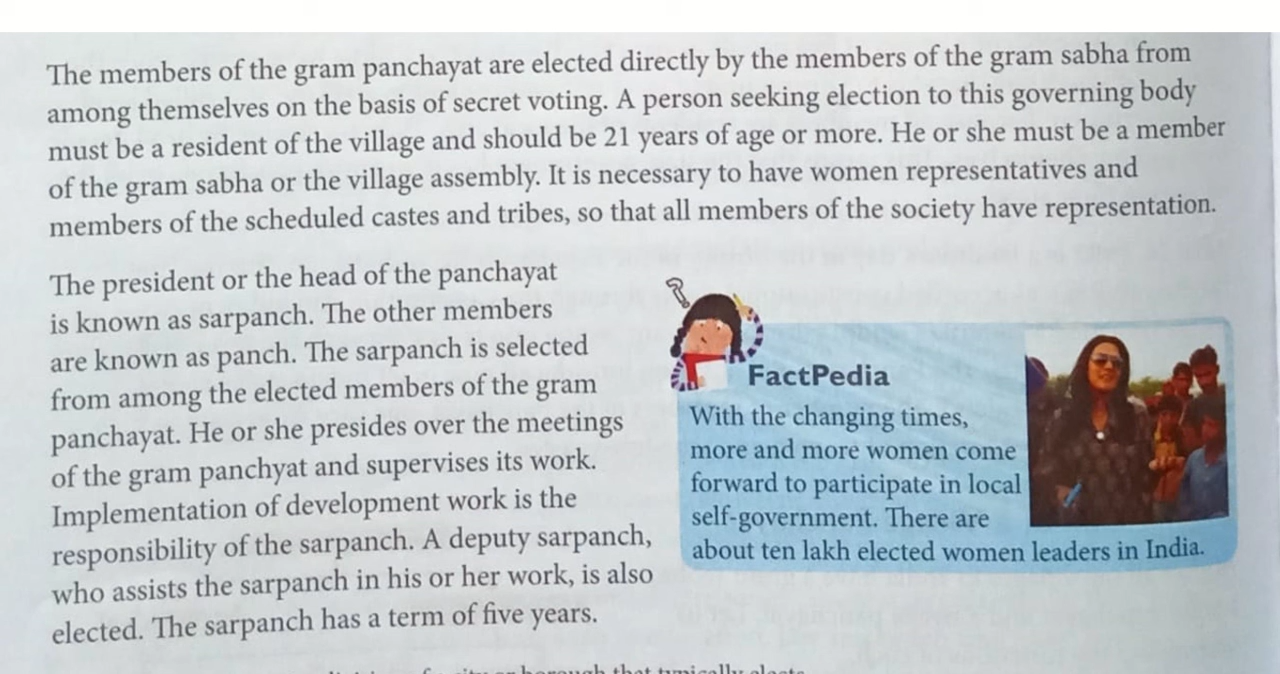 The members of the gram panchayat are elected directly by the members of the gram sabha from
among themselves on the basis of secret voting. A person seeking election to this governing body
must be a resident of the village and should be 21 years of age or more. He or she must be a member
of the gram sabha or the village assembly. It is necessary to have women representatives and
members of the scheduled castes and tribes, so that all members of the society have representation.
The president or the head of the panchayat
is known as sarpanch. The other members
are known as panch. The sarpanch is selected
from among the elected members of the gram
panchayat. He or she presides over the meetings
of the gram panchyat and supervises its work.
Implementation of development work is the
responsibility of the sarpanch. A deputy sarpanch,
who assists the sarpanch in his or her work, is also
elected. The sarpanch has a term of five years.
FactPedia
With the changing times,
more and more women come
forward to participate in local
self-government. There are
about ten lakh elected women leaders in India.
borough that typically elects